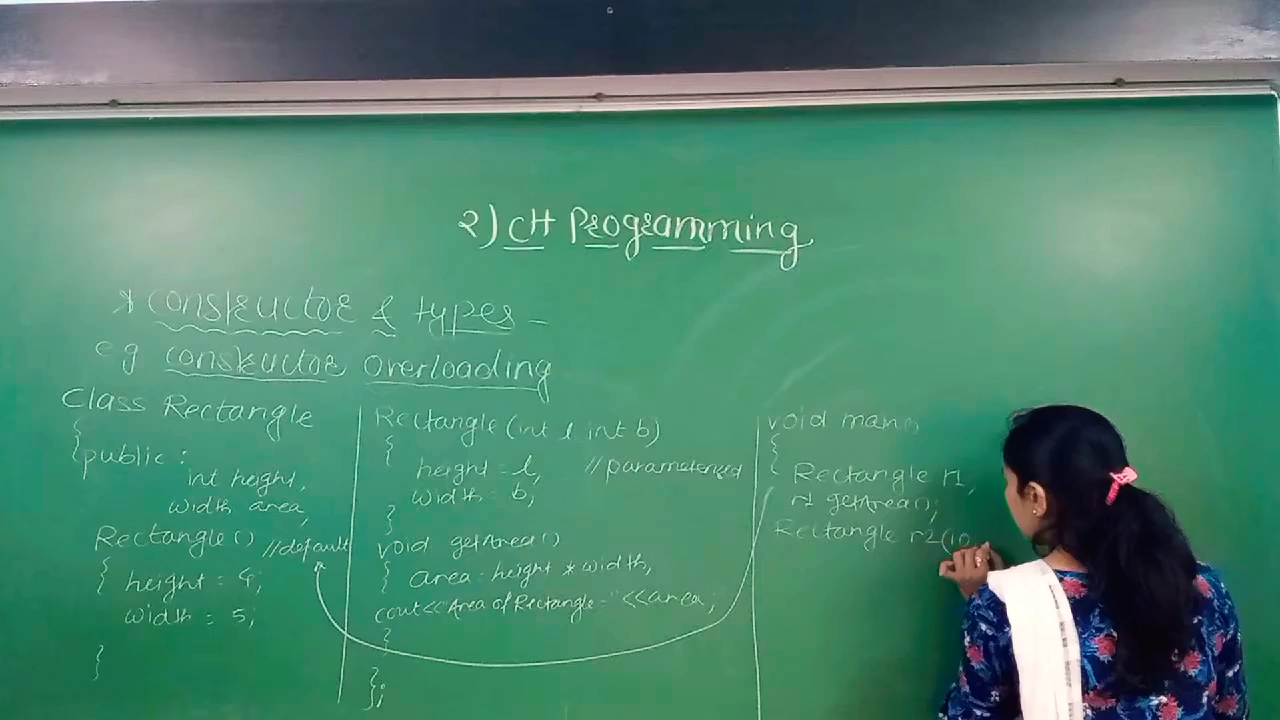 2) C++ Programming
* Constructor & types -
eg Constructor Overloading
Class Rectangle
{
public :
int height,
width area,
Rectangle() //default
{ height = 4;
width = 5;
}
Rectangle (int l int b)
{
height = l, //parameterized
width = b;
}
void getArea()
{ area = height * width,
cout<<"Area of Rectangle="<<area;
}
};
void main()
{
Rectangle r1,
r1 getArea();
Rectangle r2(10,